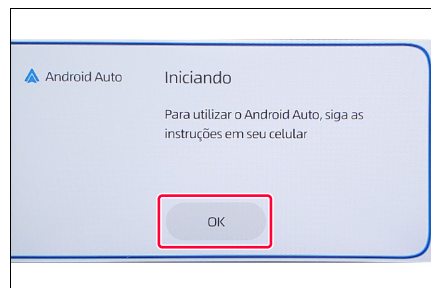 Android Auto
Iniciando
Para utilizar o Android Auto, siga as
instruções em seu celular
OK